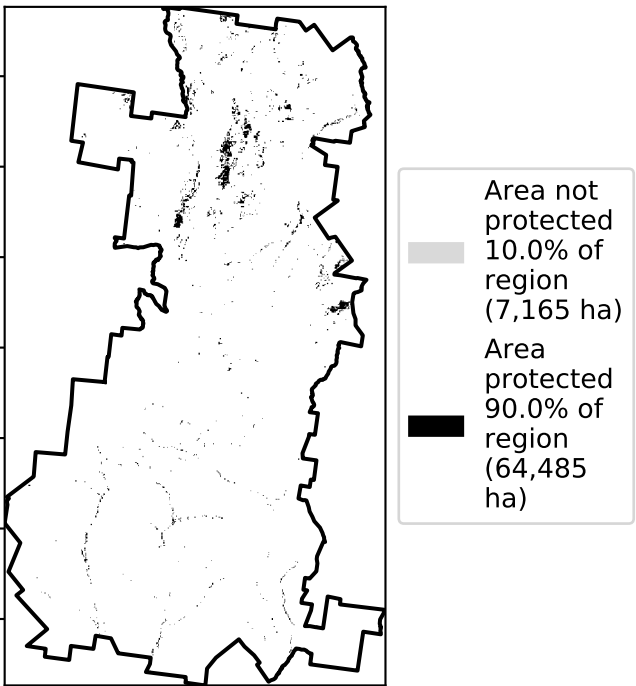 Area not
protected
10.0% of
region
(7,165 ha)
Area
protected
90.0% of
region
(64,485
ha)